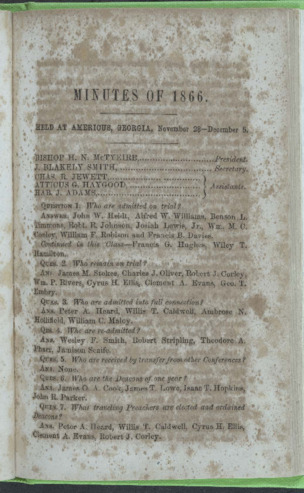 MINUTES OF 1866.
HELD AT AMERICUS, GEORGIA, November 28—December 5.
BISHOP H. N. McTYEIRE, President.
J. BLAKELY SMITH, Secretary.
CHAS. R. JEWETT,
ATTICUS G. HAYGOOD, Assistants.
HAR. J. ADAMS,
QUESTION 1. Who are admitted on trial?
ANSWER. John W. Heidt, Alfred W. Williams, Benson L.
Timmons, Robt. R. Johnson, Josiah Lewis, Jr., Wm. M. C.
Conley, William F. Robison and Francis B. Davies.
Continued in this Class—Francis G. Hughes, Wiley T.
Hamilton.
QUES. 2. Who remain on trial?
ANS. James M. Stokes, Charles J. Oliver, Robert J. Corley,
Wm. P. Rivers, Cyrus H. Ellis, Clement A. Evans, Geo. T.
Embry.
QUES. 3. Who are admitted into full connection?
ANS. Peter A. Heard, Willie T. Caldwell, Ambrose N.
William C. Malcy.
QUES. 4. Who are re-admitted?
ANS. Wesley F. Smith, Robert Stripling, Theodore A.
Pharr, Jamison
QUES. 5. Who are received by transfer from other Conferences?
ANS. None.
QUES. 6. Who are the Deacons of one year?
ANS. James O. A. Cook, James T. Lowe, Isaac T. Hopkins,
John R. Parker.
QUES. 7. What traveling Preachers are elected and ordained
Deacons?
ANS. Peter A. Heard, Willie T. Caldwell, Cyrus H. Ellis,
Clement A. Evans, Robert J. Corley.